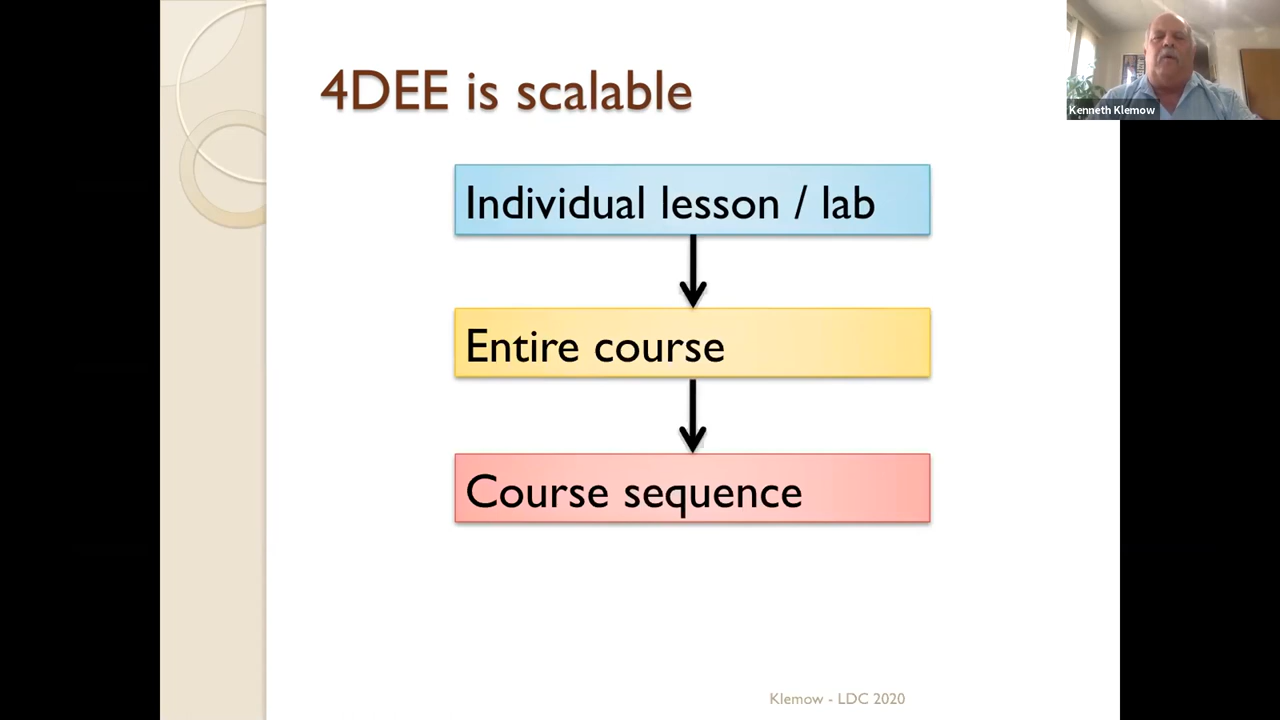 4DEE is scalable
Kenneth Klemow
Individual lesson / lab
Entire course
Course sequence
Klemow - LDC 2020